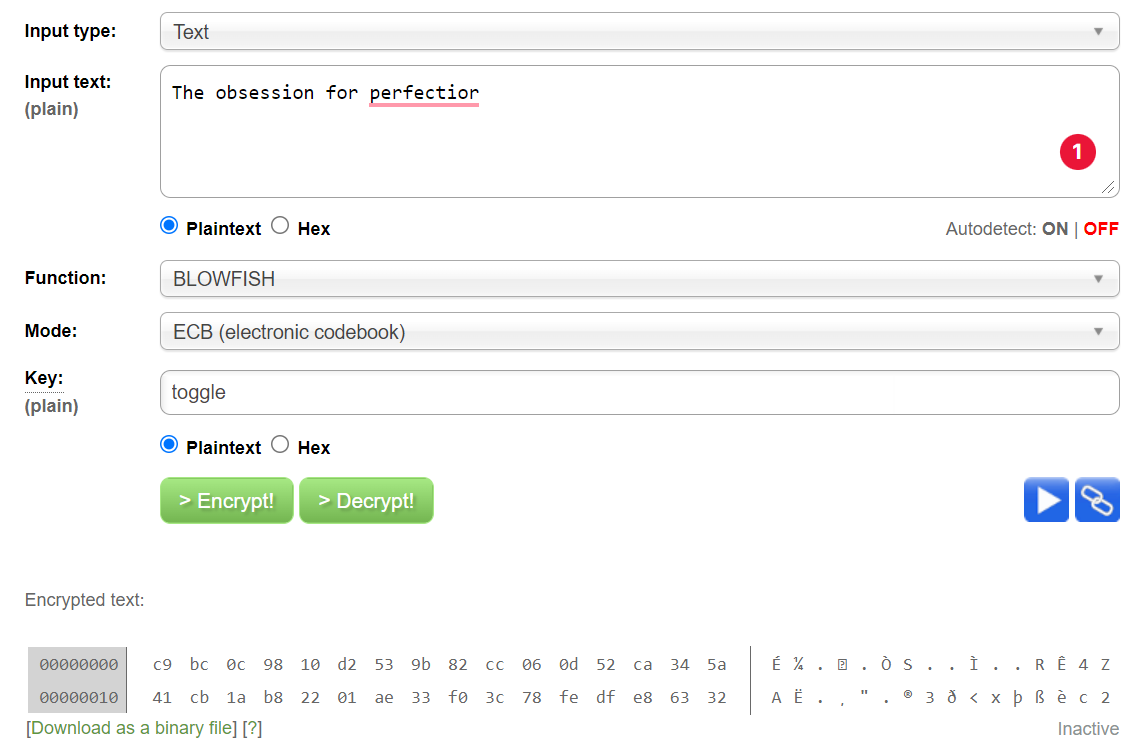 Input type: Text
Input text: The obsession for perfectior
(plain)
1
Plaintext Hex Autodetect: ON | OFF
Function: BLOWFISH
Mode: ECB (electronic codebook)
Key: toggle
(plain)
Plaintext Hex
> Encrypt! > Decrypt!
Encrypted text:
00000000 c9 bc 0c 98 10 d2 53 9b 82 cc 06 0d 52 ca 34 5a É ¼ . . Ò S . . Ì . . R Ê 4 Z
00000010 41 cb 1a b8 22 01 ae 33 f0 3c 78 fe df e8 63 32 A Ë . ¸ " . ® 3 ð < x þ ß è c 2
[Download as a binary file] [?] Inactive